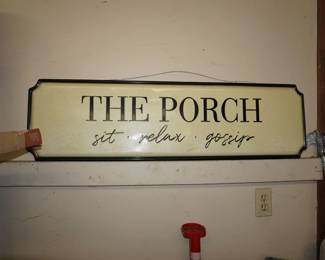 THE PORCH
sit · relax · gossip